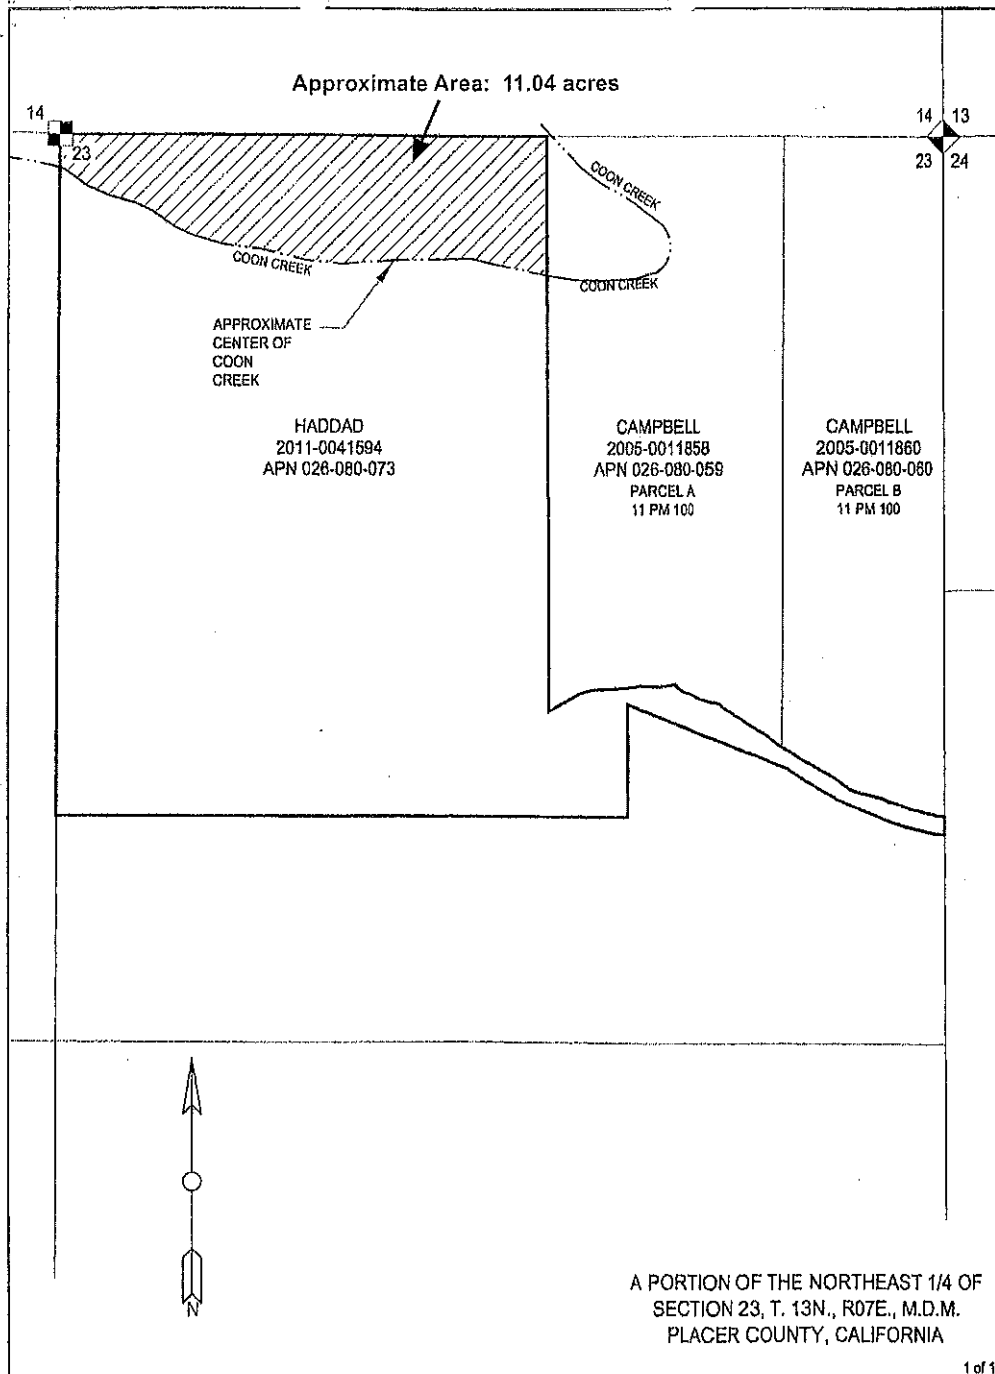 Approximate Area: 11.04 acres
14
23
14 13
23 24
COON CREEK
COON CREEK
COON CREEK
APPROXIMATE
CENTER OF
COON
CREEK
HADDAD
2011-0041594
APN 026-080-073
CAMPBELL
2005-0011858
APN 026-080-059
PARCEL A
11 PM 100
CAMPBELL
2005-0011860
APN 026-080-060
PARCEL B
11 PM 100
N
A PORTION OF THE NORTHEAST 1/4 OF
SECTION 23, T. 13N., R07E., M.D.M.
PLACER COUNTY, CALIFORNIA
1 of 1